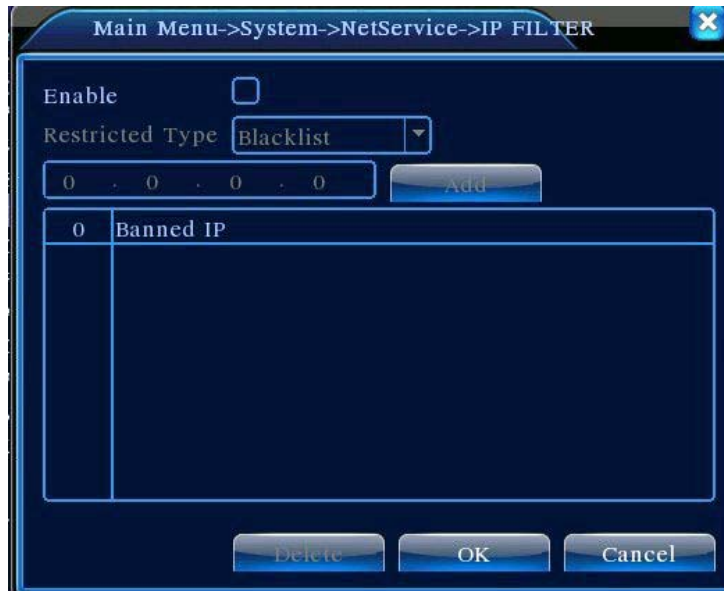 Main Menu->System->NetService->IP FILTER
Enable
Restricted Type Blacklist
0 . 0 . 0 . 0 Add
0 Banned IP
Delete OK Cancel